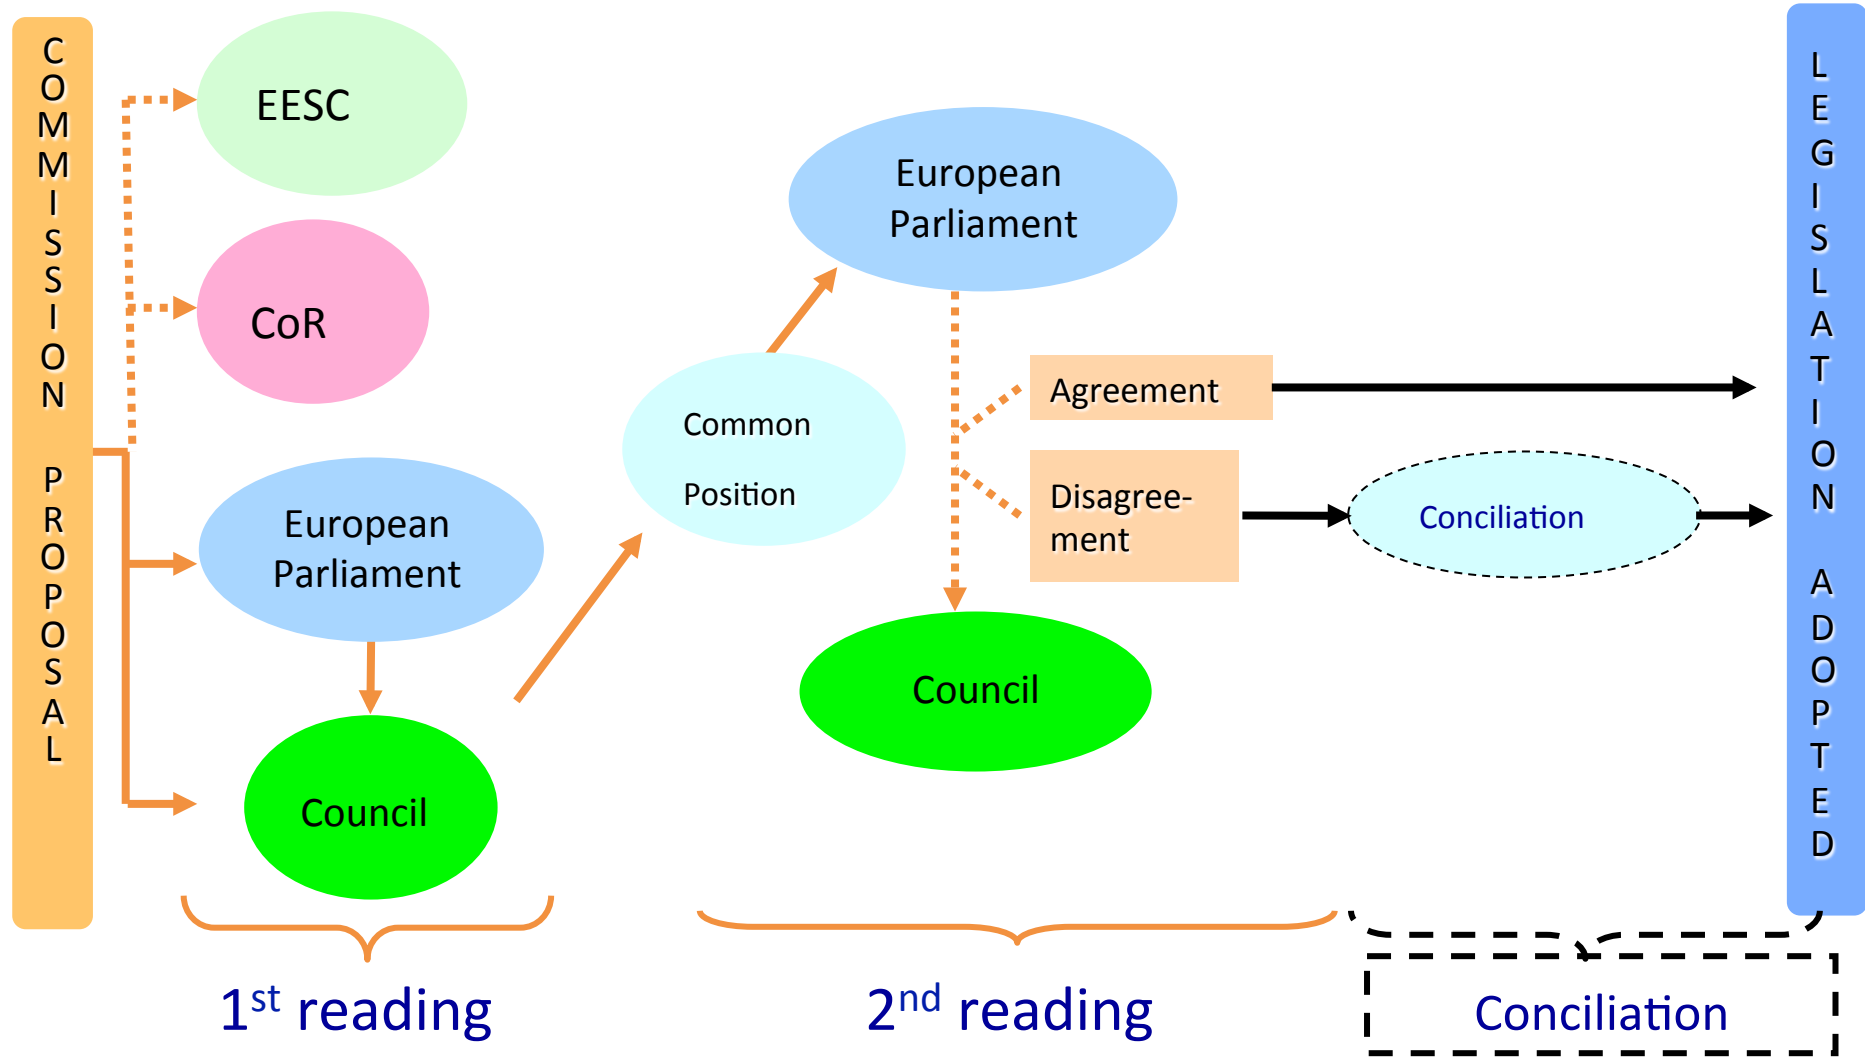 COMMISSION PROPOSAL
EESC
CoR
European
Parliament
Council
Common
Position
European
Parliament
Agreement
Disagree-
ment
Council
Conciliation
LEGISLATION ADOPTED
1st reading
2nd reading
Conciliation